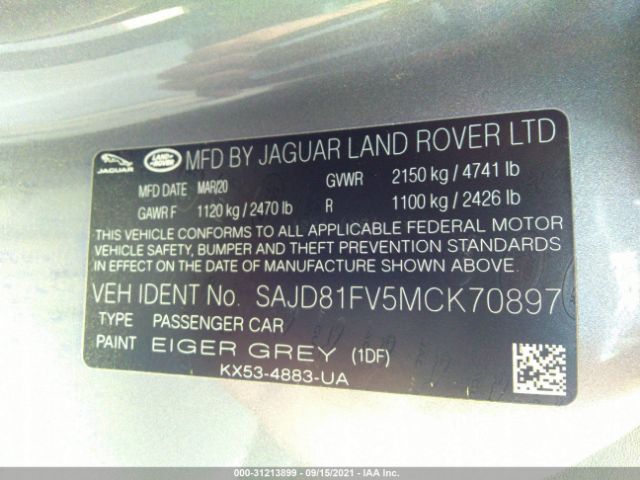 JAGUAR LAND ROVER MFD BY JAGUAR LAND ROVER LTD
MFD DATE MAR/20 GVWR 2150 kg / 4741 lb
GAWR F 1120 kg / 2470 lb R 1100 kg / 2426 lb
THIS VEHICLE CONFORMS TO ALL APPLICABLE FEDERAL MOTOR
VEHICLE SAFETY, BUMPER AND THEFT PREVENTION STANDARDS
IN EFFECT ON THE DATE OF MANUFACTURE SHOWN ABOVE.
VEH IDENT No. SAJD81FV5MCK70897
TYPE PASSENGER CAR
PAINT EIGER GREY (1DF)
KX53-4883-UA
000-31213899 - 09/15/2021 - IAA Inc.